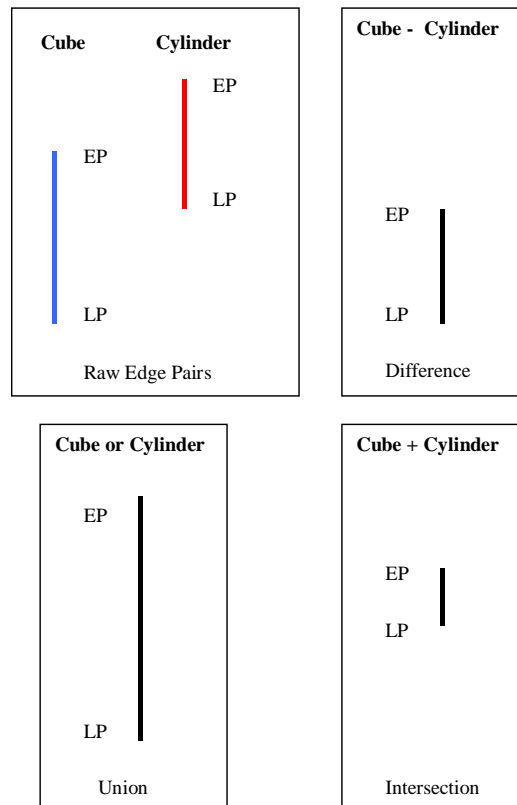 Cube Cylinder
EP
EP
LP
LP
Raw Edge Pairs
Cube - Cylinder
EP
LP
Difference
Cube or Cylinder
EP
LP
Union
Cube + Cylinder
EP
LP
Intersection